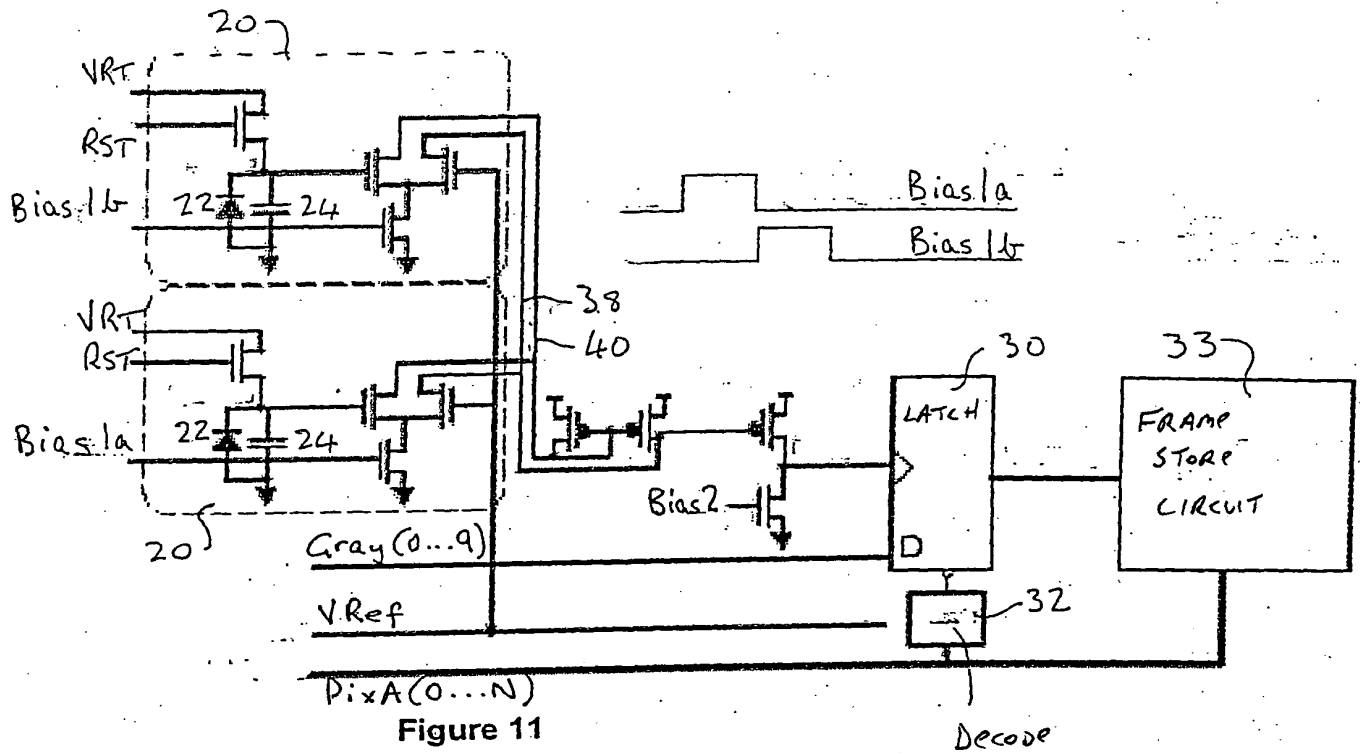 20
VRT
RST
Bias1b
22
24
Bias1a
Bias1b
38
40
VRT
RST
Bias1a
22
24
20
30
LATCH
33
FRAME
STORE
CIRCUIT
Bias2
D
Gray(0...9)
VRef
32
PixA(0...N)
Decode
Figure 11